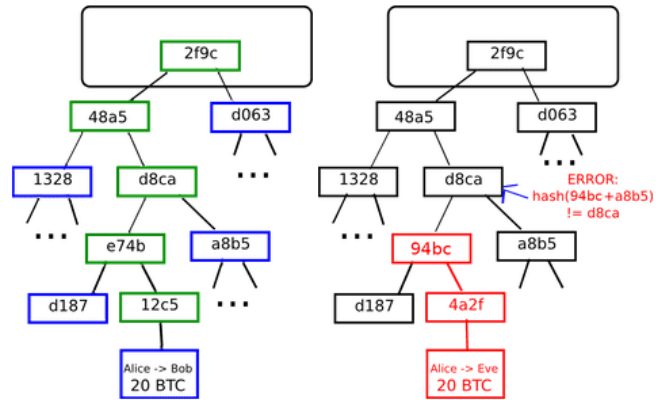 2f9c
48a5
d063
1328
d8ca
...
...
e74b
a8b5
d187
12c5
...
Alice -> Bob
20 BTC
2f9c
48a5
d063
1328
d8ca
...
ERROR:
hash(94bc+a8b5)
!= d8ca
...
94bc
a8b5
d187
4a2f
Alice -> Eve
20 BTC